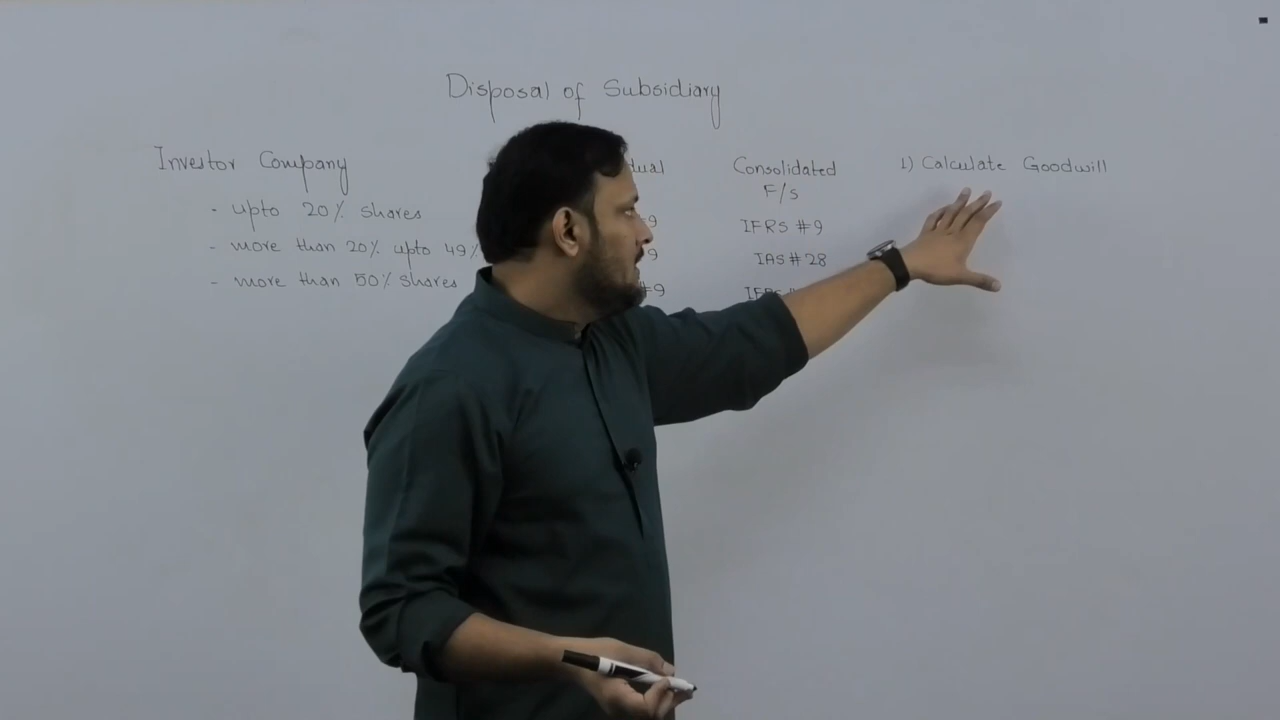 Disposal of Subsidiary
Investor Company
- upto 20% shares
- more than 20% upto 49%
- more than 50% shares
Consolidated
F/s
IFRS #9
IAS #28
1) Calculate Goodwill